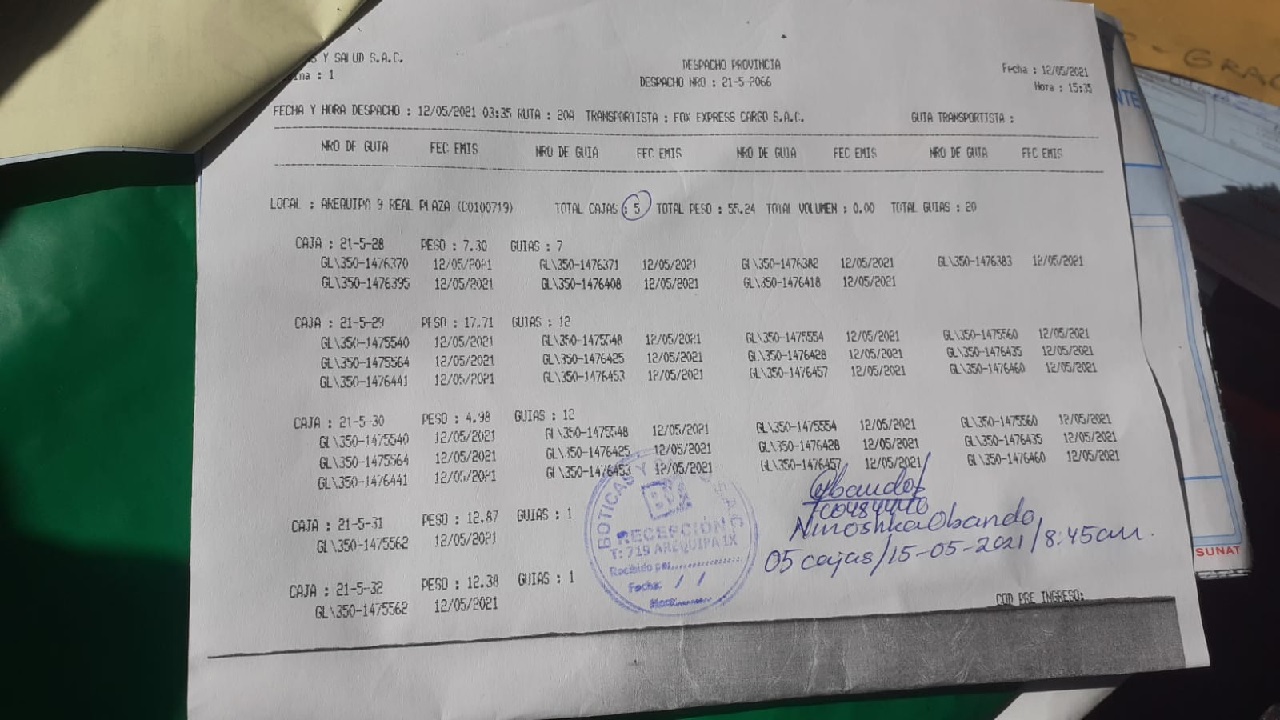 S Y SALUD S.A.C.
DESPACHO PROVINCIA
Fecha : 12/05/2021
ina : 1
DESPACHO NRO : 21-5-2066
Hora : 15:35
FECHA Y HORA DESPACHO : 12/05/2021 03:35 RUTA : 204 TRANSPORTISTA : FOX EXPRESS CARGO S.A.C. GUIA TRANSPORTISTA :
NRO DE GUIA FEC EMIS NRO DE GUIA FEC EMIS NRO DE GUIA FEC EMIS NRO DE GUIA FEC EMIS
LOCAL : AREQUIPA 9 REAL PLAZA (C0100719) TOTAL CAJAS : 5 TOTAL PESO : 55.24 TOTAL VOLUMEN : 0.00 TOTAL GUIAS : 20
CAJA : 21-5-28 PESO : 7.30 GUIAS : 7
GL\350-1476370 12/05/2021 GL\350-1476371 12/05/2021 GL\350-1476382 12/05/2021 GL\350-1476383 12/05/2021
GL\350-1476395 12/05/2021 GL\350-1476408 12/05/2021 GL\350-1476418 12/05/2021
CAJA : 21-5-29 PESO : 17.71 GUIAS : 12
GL\350-1475540 12/05/2021 GL\350-1475548 12/05/2021 GL\350-1475554 12/05/2021 GL\350-1475560 12/05/2021
GL\350-1475564 12/05/2021 GL\350-1476425 12/05/2021 GL\350-1476428 12/05/2021 GL\350-1476435 12/05/2021
GL\350-1476441 12/05/2021 GL\350-1476453 12/05/2021 GL\350-1476457 12/05/2021 GL\350-1476460 12/05/2021
CAJA : 21-5-30 PESO : 4.98 GUIAS : 12
GL\350-1475540 12/05/2021 GL\350-1475548 12/05/2021 GL\350-1475554 12/05/2021 GL\350-1475560 12/05/2021
GL\350-1475564 12/05/2021 GL\350-1476425 12/05/2021 GL\350-1476428 12/05/2021 GL\350-1476435 12/05/2021
GL\350-1476441 12/05/2021 GL\350-1476453 12/05/2021 GL\350-1476457 12/05/2021 GL\350-1476460 12/05/2021
CAJA : 21-5-31 PESO : 12.87 GUIAS : 1
GL\350-1475562 12/05/2021
CAJA : 21-5-32 PESO : 12.38 GUIAS : 1
GL\350-1475562 12/05/2021
BOTICAS Y S.A.C
RECEPCIÓN
T: 719 AREQUIPA IX
Recibido por:
Fecha: / /
Hora:
Obando
Niroshka Obando
05 cajas/15-05-2021/8:45am.
COD PRE INGRESO:
GRAC
NTE
SUNAT